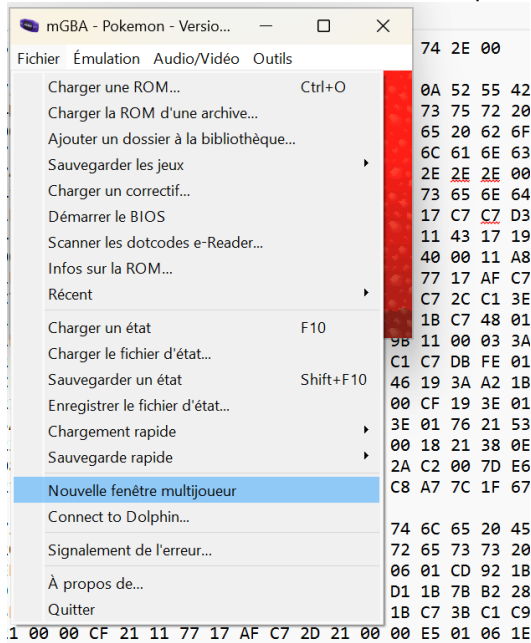 mGBA - Pokemon - Versio...
Fichier Émulation Audio/Vidéo Outils
74 2E 00
Charger une ROM... Ctrl+O 0A 52 55 42
Charger la ROM d'une archive... 73 75 72 20
Ajouter un dossier à la bibliothèque... 65 20 62 6F
6C 61 6E 63
Sauvegarder les jeux 2E 2E 2E 00
Charger un correctif... 73 65 6E 64
Démarrer le BIOS 17 C7 C7 D3
Scanner les dotcodes e-Reader... 11 43 17 19
Infos sur la ROM... 40 00 11 A8
77 17 AF C7
Récent C7 2C C1 3E
1B C7 48 01
Charger un état F10 9B 11 00 03 3A
Charger le fichier d'état... C1 C7 DB FE 01
Sauvegarder un état Shift+F10 46 19 3A A2 1B
Enregistrer le fichier d'état... 00 CF 19 3E 01
Chargement rapide 3E 01 76 21 53
Sauvegarde rapide 00 18 21 38 0E
2A C2 00 7D E6
Nouvelle fenêtre multijoueur C8 A7 7C 1F 67
Connect to Dolphin...
74 6C 65 20 45
Signalement de l'erreur... 72 65 73 73 20
06 01 CD 92 1B
À propos de... D1 1B 7B B2 28
Quitter 1B C7 3B C1 C9
1 00 00 CF 21 11 77 17 AF C7 2D 21 00 00 E5 01 06 12